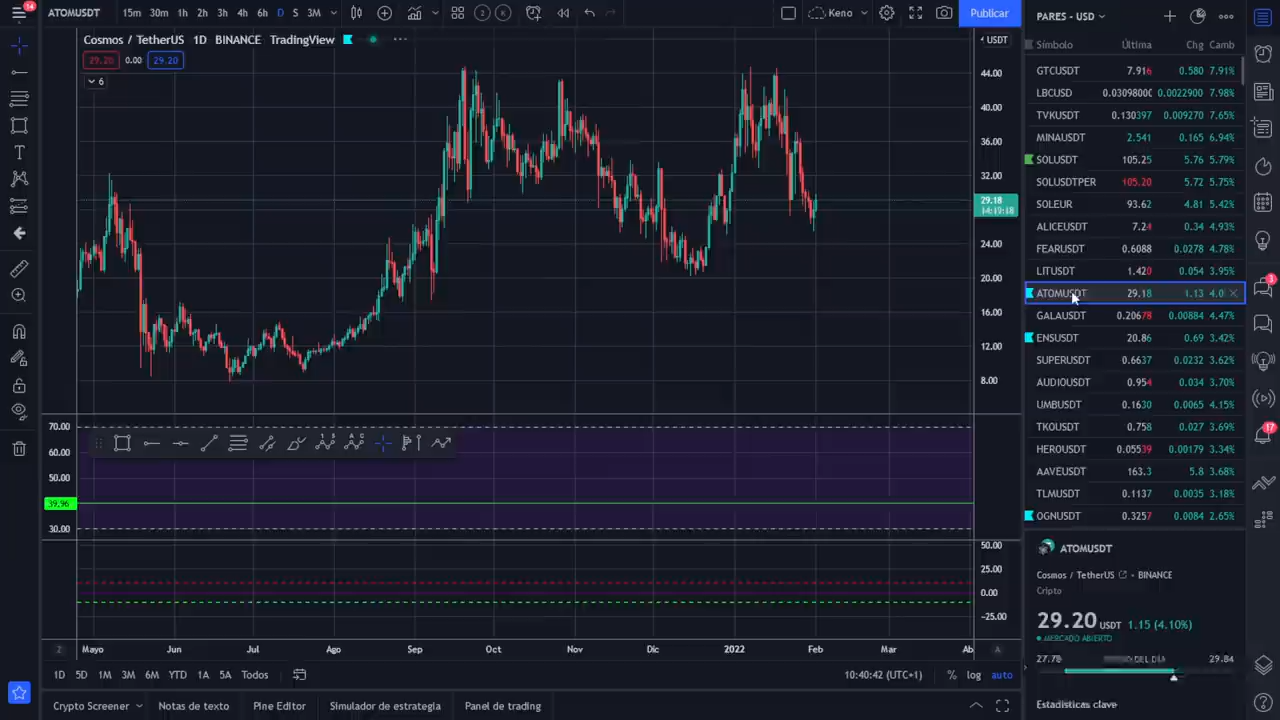 14
ATOMUSDT 15m 30m 1h 2h 3h 4h 6h D S 3M 2 K Keno Publicar PARES - USD
Cosmos / TetherUS 1D BINANCE TradingView
29.20 0.00 29.20
6
USDT
44.00
40.00
36.00
32.00
29.18
14:19:18
24.00
20.00
16.00
12.00
8.00
70.00
60.00
50.00
39.96
30.00
50.00
25.00
0.00
−25.00
Z Mayo Jun Jul Ago Sep Oct Nov Dic 2022 Feb Mar Ab A
1D 5D 1M 3M 6M YTD 1A 5A Todos 10:40:42 (UTC+1) % log auto
Crypto Screener Notas de texto Pine Editor Simulador de estrategia Panel de trading
Símbolo Última Chg Camb
GTCUSDT 7.916 0.580 7.91%
LBCUSD 0.03098000 0.0022900 7.98%
TVKUSDT 0.130397 0.009270 7.65%
MINAUSDT 2.541 0.165 6.94%
SOLUSDT 105.25 5.76 5.79%
SOLUSDTPER 105.20 5.72 5.75%
SOLEUR 93.62 4.81 5.42%
ALICEUSDT 7.24 0.34 4.93%
FEARUSDT 0.6088 0.0278 4.78%
LITUSDT 1.420 0.054 3.95%
ATOMUSDT 29.18 1.13 4.0
GALAUSDT 0.20678 0.00884 4.47%
ENSUSDT 20.86 0.69 3.42%
SUPERUSDT 0.6637 0.0232 3.62%
AUDIOUSDT 0.954 0.034 3.70%
UMBUSDT 0.1630 0.0065 4.15%
TKOUSDT 0.758 0.027 3.69%
HEROUSDT 0.05539 0.00179 3.34%
AAVEUSDT 163.3 5.8 3.68%
TLMUSDT 0.1137 0.0035 3.18%
OGNUSDT 0.3257 0.0084 2.65%
ATOMUSDT
Cosmos / TetherUS • BINANCE
Cripto
29.20 USDT 1.15 (4.10%)
• MERCADO ABIERTO
27.78 DEL DÍA 29.84
Estadísticas clave
3
17